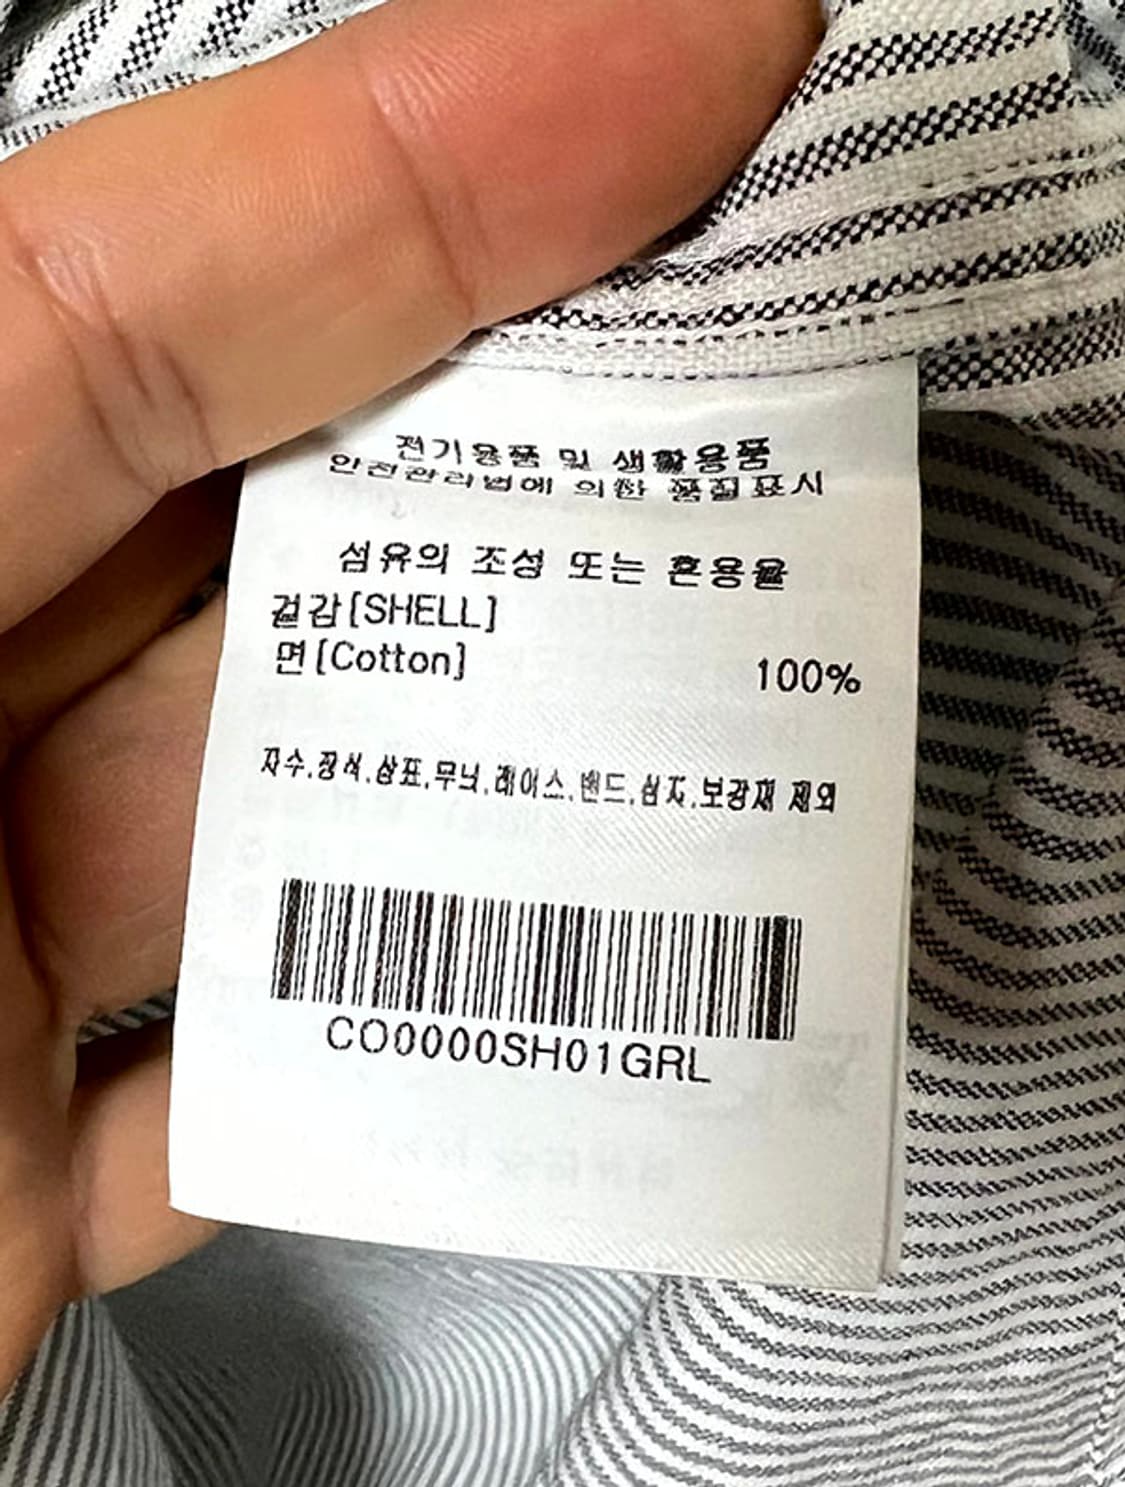 전기용품 및 생활용품
안전관리법에 의한 품질표시
섬유의 조성 또는 혼용율
겉감[SHELL]
면[Cotton] 100%
자수,장식,상표,무늬,레이스,밴드,심지,보강재 제외
CO0000SH01GRL